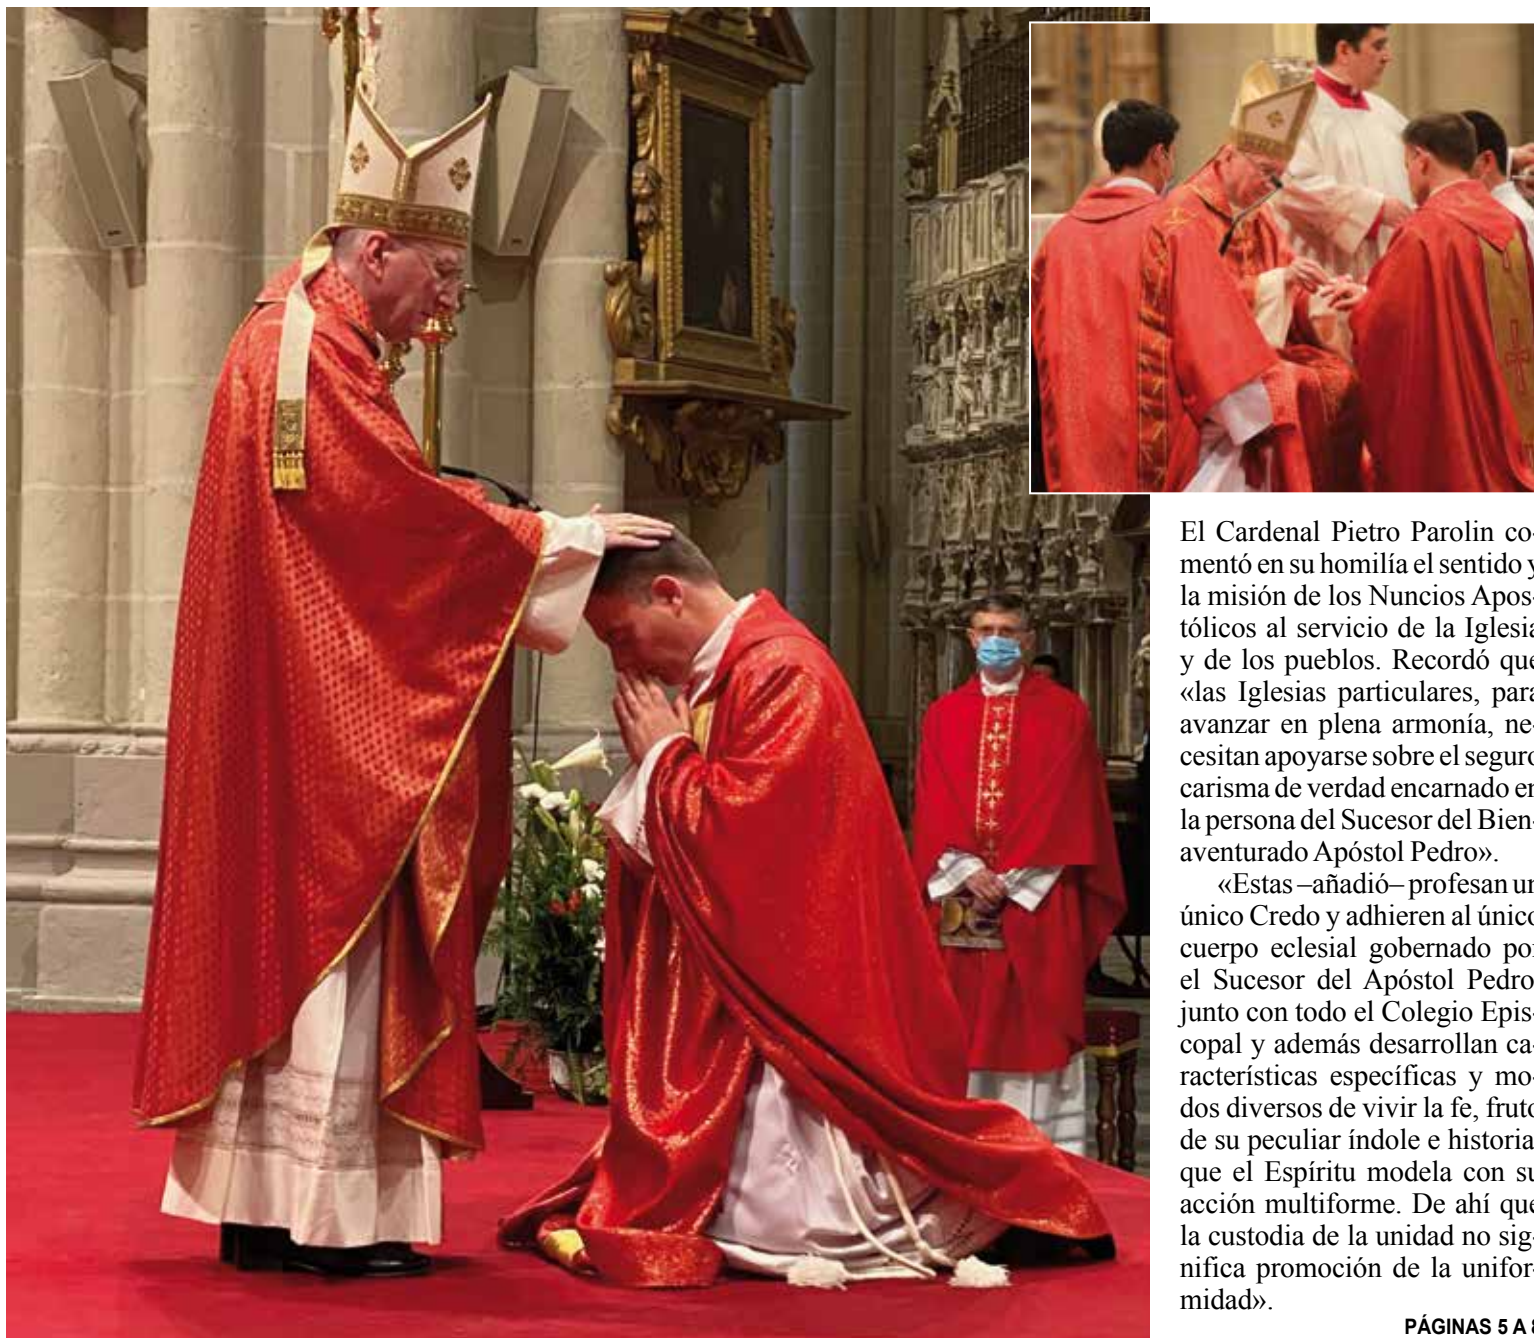 El Cardenal Pietro Parolin co-
mentó en su homilía el sentido y
la misión de los Nuncios Apos-
tólicos al servicio de la Iglesia
y de los pueblos. Recordó que
«las Iglesias particulares, para
avanzar en plena armonía, ne-
cesitan apoyarse sobre el seguro
carisma de verdad encarnado en
la persona del Sucesor del Bien-
aventurado Apóstol Pedro».
«Estas –añadió– profesan un
único Credo y adhieren al único
cuerpo eclesial gobernado por
el Sucesor del Apóstol Pedro
junto con todo el Colegio Epis-
copal y además desarrollan ca-
racterísticas específicas y mo-
dos diversos de vivir la fe, fruto
de su peculiar índole e historia,
que el Espíritu modela con su
acción multiforme. De ahí que
la custodia de la unidad no sig-
nifica promoción de la unifor-
midad».
PÁGINAS 5 A 8